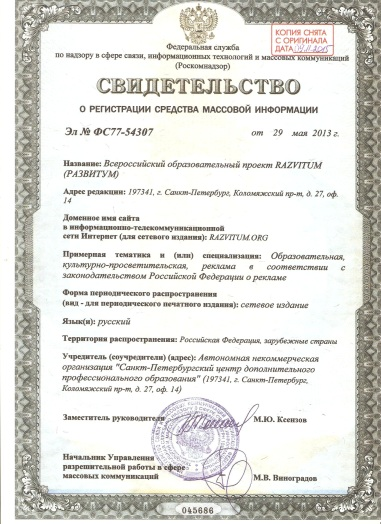 КОПИЯ СНЯТА
С ОРИГИНАЛА
ДАТА
Федеральная служба
по надзору в сфере связи, информационных технологий и массовых коммуникаций
(Роскомнадзор)
СВИДЕТЕЛЬСТВО
О РЕГИСТРАЦИИ СРЕДСТВА МАССОВОЙ ИНФОРМАЦИИ
Эл № ФС77-54307 от 29 мая 2013 г.
Название: Всероссийский образовательный проект RAZVITUM
(РАЗВИТУМ)
Адрес редакции: 197341, г. Санкт-Петербург, Коломяжский пр-т, д. 27, оф.
14
Доменное имя сайта
в информационно-телекоммуникационной
сети Интернет (для сетевого издания): RAZVITUM.ORG
Примерная тематика и (или) специализация: Образовательная,
культурно-просветительская, реклама в соответствии с
законодательством Российской Федерации о рекламе
Форма периодического распространения
(вид - для периодического печатного издания): сетевое издание
Язык(и): русский
Территория распространения: Российская Федерация, зарубежные страны
Учредитель (соучредители) (адрес): Автономная некоммерческая
организация "Санкт-Петербургский центр дополнительного
профессионального образования" (197341, г. Санкт-Петербург,
Коломяжский пр-т, д. 27, оф. 14)
Заместитель руководителя М.Ю. Ксензов
Начальник Управления
разрешительной работы в сфере
массовых коммуникаций М.В. Виноградов
045686